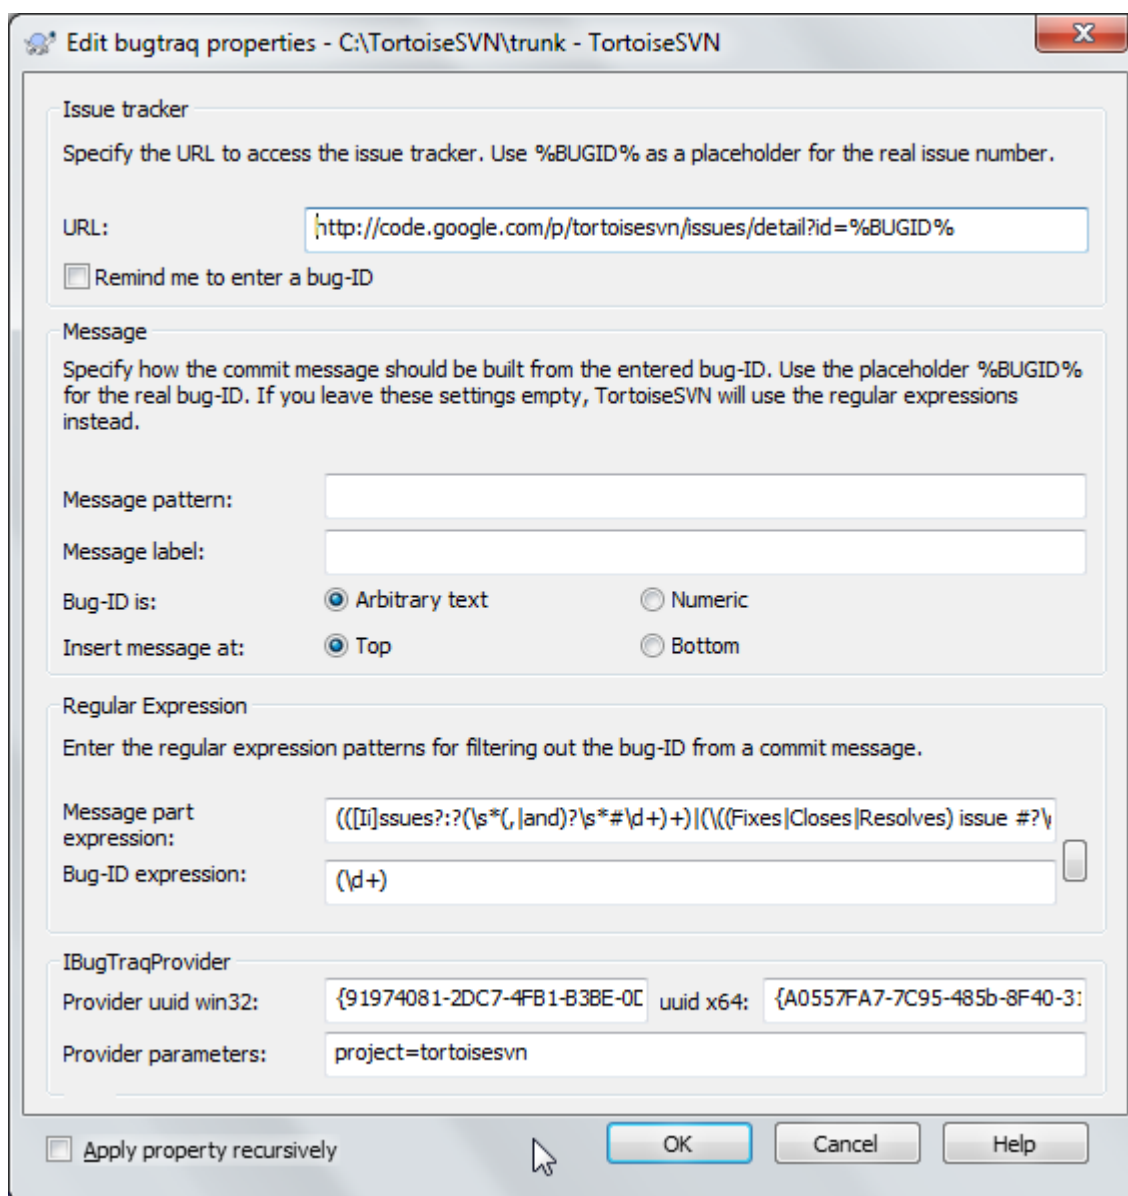 Edit bugtraq properties - C:\TortoiseSVN\trunk - TortoiseSVN
Issue tracker
Specify the URL to access the issue tracker. Use %BUGID% as a placeholder for the real issue number.
URL: http://code.google.com/p/tortoisesvn/issues/detail?id=%BUGID%
Remind me to enter a bug-ID
Message
Specify how the commit message should be built from the entered bug-ID. Use the placeholder %BUGID%
for the real bug-ID. If you leave these settings empty, TortoiseSVN will use the regular expressions
instead.
Message pattern:
Message label:
Bug-ID is: Arbitrary text Numeric
Insert message at: Top Bottom
Regular Expression
Enter the regular expression patterns for filtering out the bug-ID from a commit message.
Message part
expression:
(([Ii]ssues?:?(\s*(,|and)?\s*#\d+)+)|(\((Fixes|Closes|Resolves) issue #?\
Bug-ID expression: (\d+)
IBugTraqProvider
Provider uuid win32: {91974081-2DC7-4FB1-B3BE-0D uuid x64: {A0557FA7-7C95-485b-8F40-31
Provider parameters: project=tortoisesvn
Apply property recursively OK Cancel Help